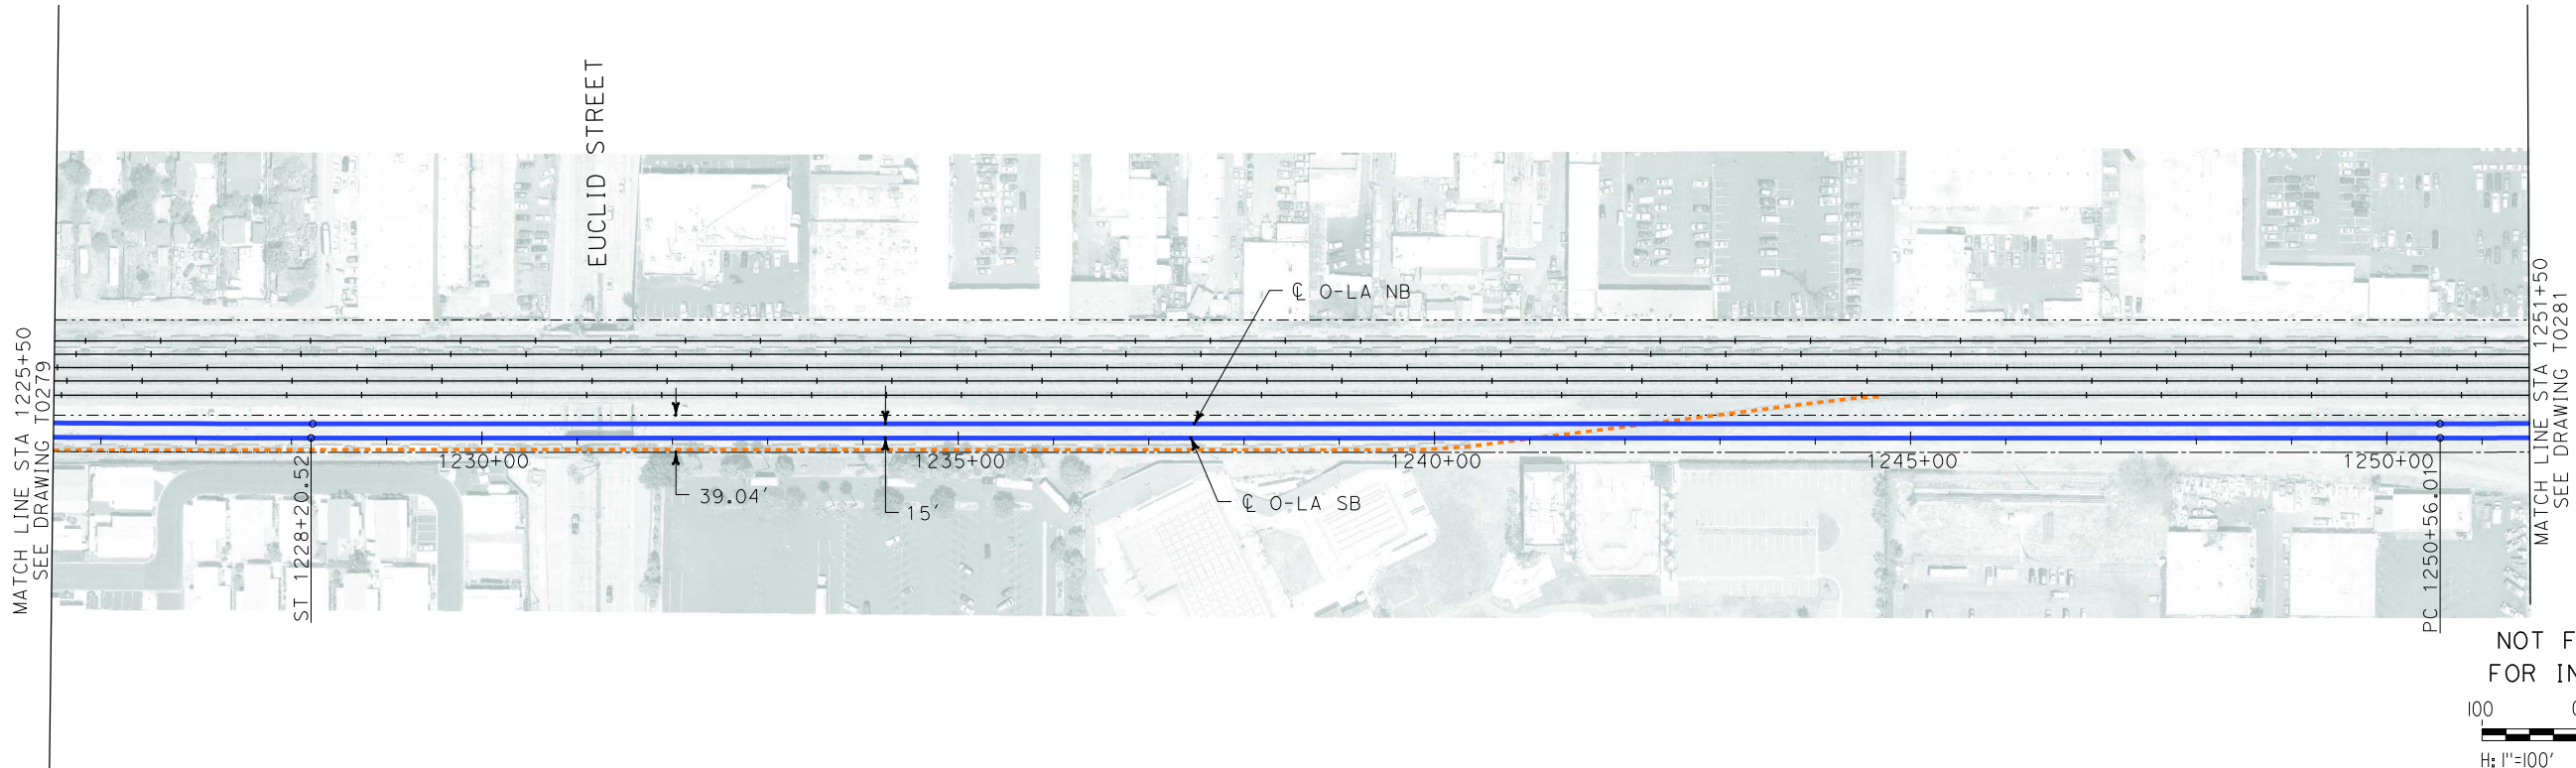 EUCLID STREET
MATCH LINE STA 1225+50
SEE DRAWING T0279
℄ O-LA NB
1230+00
1235+00
1240+00
1245+00
1250+00
39.04'
15'
℄ O-LA SB
ST 1228+20.52
PC 1250+56.01
MATCH LINE STA 1251+50
SEE DRAWING T0281
NOT F
FOR IN
100 0
H: 1"=100'